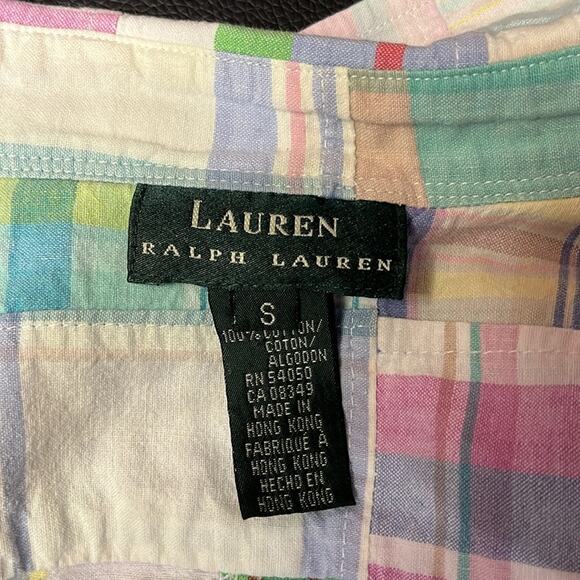 LAUREN
RALPH LAUREN
S
100% COTTON/
COTON/
ALGODON
RN 54050
CA 08349
MADE IN
HONG KONG
FABRIQUE A
HONG KONG
HECHO EN
HONG KONG